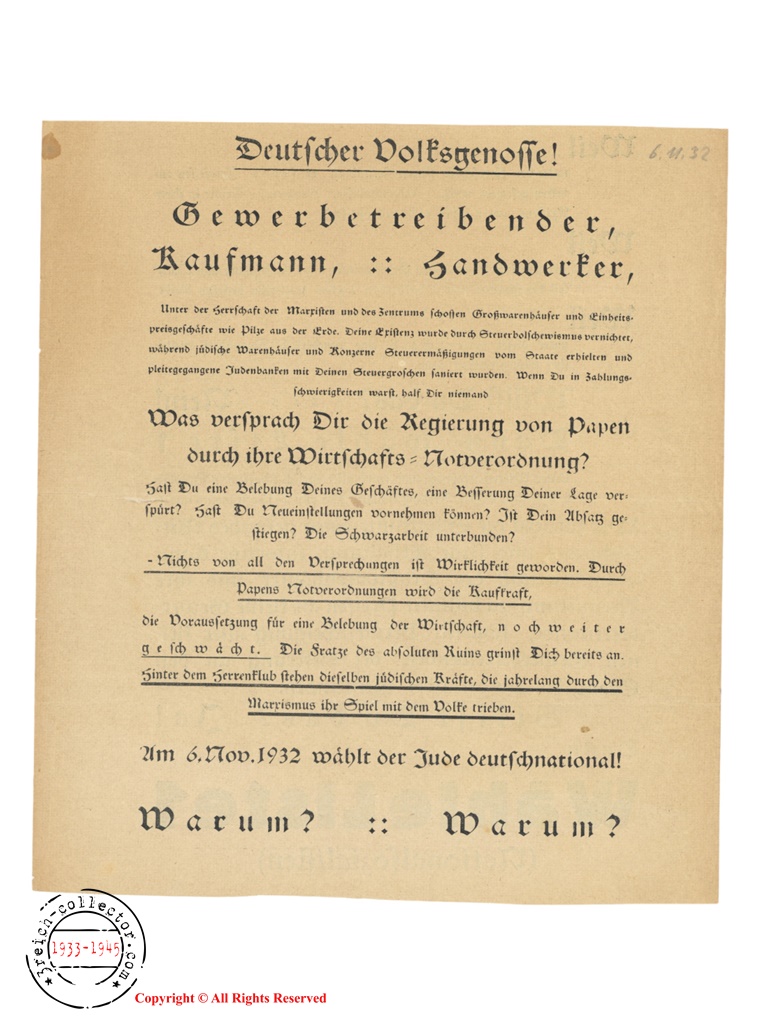 Deutscher Volksgenosse!
6.11.32
Gewerbetreibender,
Kaufmann, :: Handwerker,
Unter der Herrschaft der Marxisten und des Zentrums schosten Großwarenhäuser und Einheits-
preisgeschäfte wie Pilze aus der Erde. Deine Existenz wurde durch Steuerbolschewismus vernichtet,
während jüdische Warenhäuser und Konzerne Steuerermäßigungen vom Staate erhielten und
pleitegegangene Judenbanken mit Deinen Steuergroschen saniert wurden. Wenn Du in Zahlungs-
schwierigkeiten warst, half Dir niemand
Was versprach Dir die Regierung von Papen
durch ihre Wirtschafts-Notverordnung?
Hast Du eine Belebung Deines Geschäftes, eine Besserung Deiner Lage ver-
spürt? Hast Du Neueinstellungen vornehmen können? Ist Dein Absatz ge-
stiegen? Die Schwarzarbeit unterbunden?
-Nichts von all den Versprechungen ist Wirklichkeit geworden. Durch
Papens Notverordnungen wird die Kaufkraft,
die Voraussetzung für eine Belebung der Wirtschaft, noch weiter
geschwächt. Die Fratze des absoluten Ruins grinst Dich bereits an.
Hinter dem Herrenklub stehen dieselben jüdischen Kräfte, die jahrelang durch den
Marxismus ihr Spiel mit dem Volke trieben.
Am 6. Nov. 1932 wählt der Jude deutschnational!
Warum? :: Warum?
3reich-collector.com
1933-1945
Copyright © All Rights Reserved